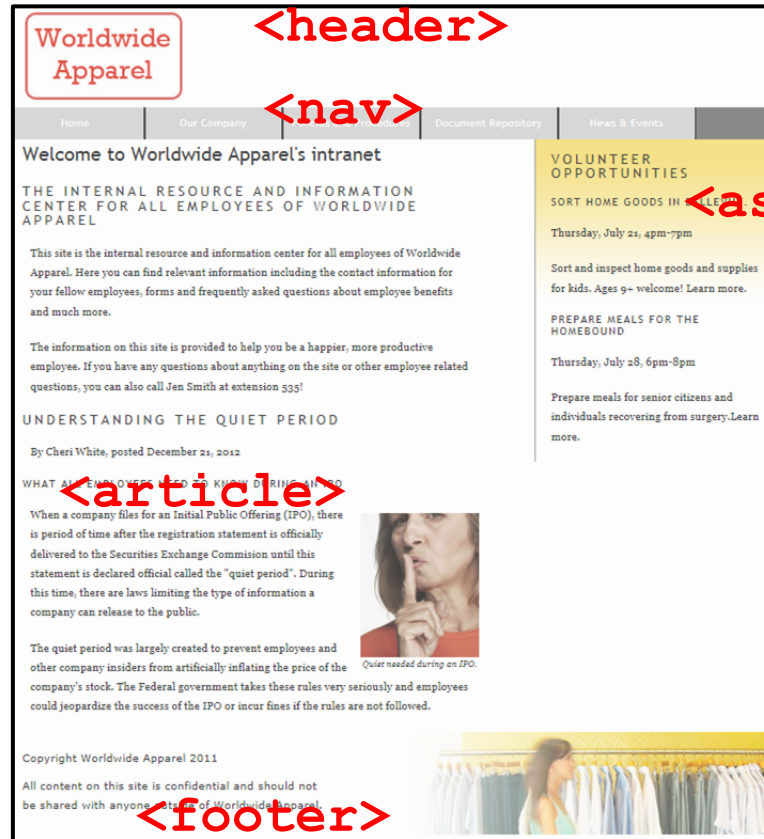 Worldwide
Apparel
<header>
<nav>
Home
Our Company
Document Repository
News & Events
Welcome to Worldwide Apparel's intranet
THE INTERNAL RESOURCE AND INFORMATION
CENTER FOR ALL EMPLOYEES OF WORLDWIDE
APPAREL
This site is the internal resource and information center for all employees of Worldwide
Apparel. Here you can find relevant information including the contact information for
your fellow employees, forms and frequently asked questions about employee benefits
and much more.
The information on this site is provided to help you be a happier, more productive
employee. If you have any questions about anything on the site or other employee related
questions, you can also call Jen Smith at extension 535!
UNDERSTANDING THE QUIET PERIOD
By Cheri White, posted December 21, 2012
WHAT ALL EMPLOYEES NEED TO KNOW DURING AN IPO
<article>
When a company files for an Initial Public Offering (IPO), there
is period of time after the registration statement is officially
delivered to the Securities Exchange Commision until this
statement is declared official called the "quiet period". During
this time, there are laws limiting the type of information a
company can release to the public.
The quiet period was largely created to prevent employees and
other company insiders from artificially inflating the price of the
company's stock. The Federal government takes these rules very seriously and employees
could jeopardize the success of the IPO or incur fines if the rules are not followed.
Quiet needed during an IPO.
VOLUNTEER
OPPORTUNITIES
SORT HOME GOODS IN
<as
Thursday, July 21, 4pm-7pm
Sort and inspect home goods and supplies
for kids. Ages 9+ welcome! Learn more.
PREPARE MEALS FOR THE
HOMEBOUND
Thursday, July 28, 6pm-8pm
Prepare meals for senior citizens and
individuals recovering from surgery.Learn
more.
Copyright Worldwide Apparel 2011
All content on this site is confidential and should not
be shared with anyone outside of Worldwide Apparel.
<footer>